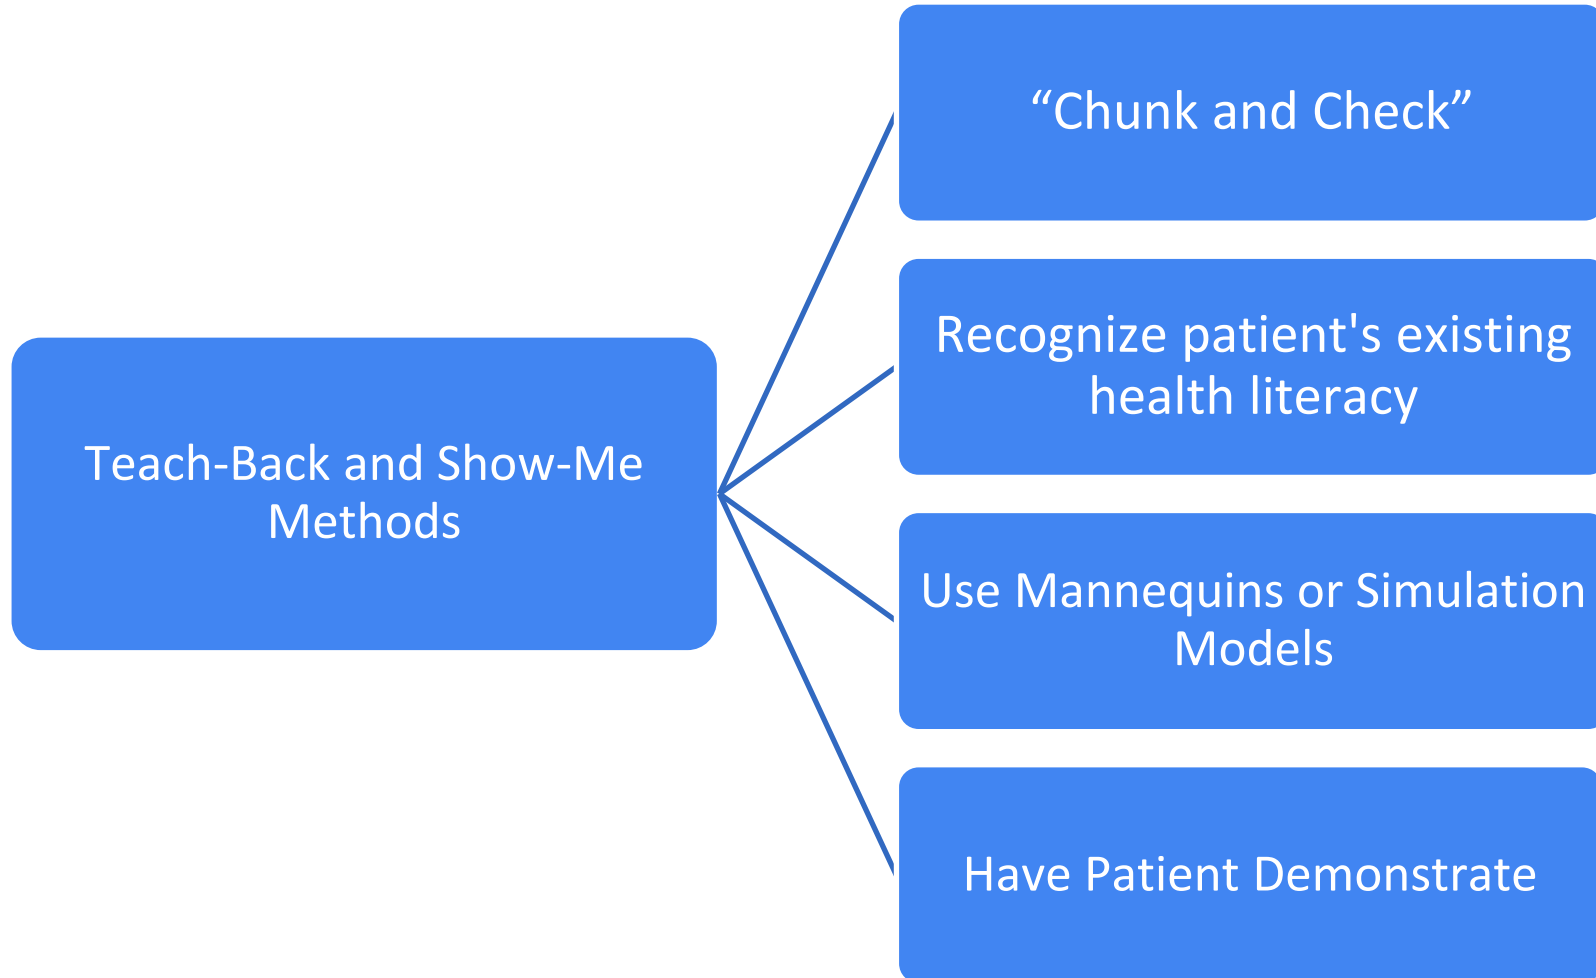 “Chunk and Check”
Recognize patient's existing
health literacy
Teach-Back and Show-Me
Methods
Use Mannequins or Simulation
Models
Have Patient Demonstrate